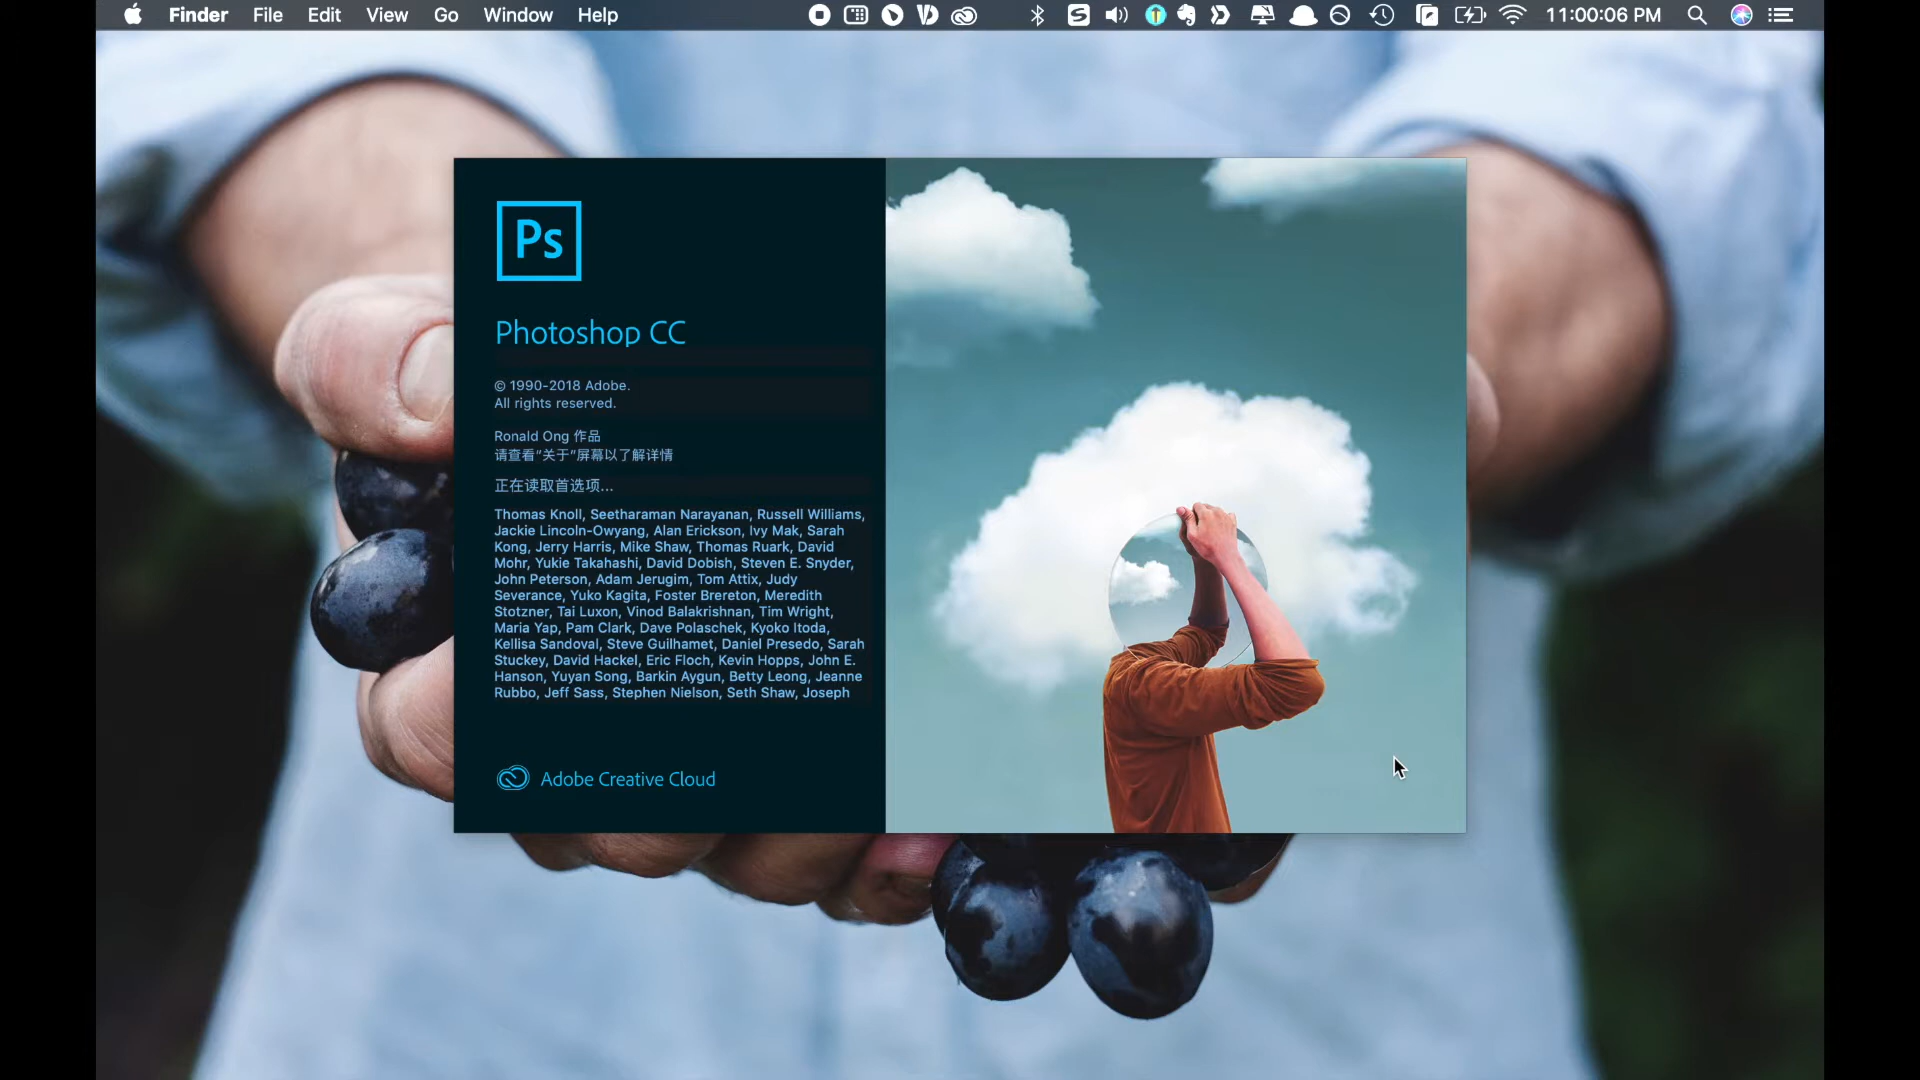 Finder File Edit View Go Window Help 11:00:06 PM
Ps
Photoshop CC
© 1990-2018 Adobe.
All rights reserved.
Ronald Ong 作品
请查看“关于”屏幕以了解详情
正在读取首选项...
Thomas Knoll, Seetharaman Narayanan, Russell Williams,
Jackie Lincoln-Owyang, Alan Erickson, Ivy Mak, Sarah
Kong, Jerry Harris, Mike Shaw, Thomas Ruark, David
Mohr, Yukie Takahashi, David Dobish, Steven E. Snyder,
John Peterson, Adam Jerugim, Tom Attix, Judy
Severance, Yuko Kagita, Foster Brereton, Meredith
Stotzner, Tai Luxon, Vinod Balakrishnan, Tim Wright,
Maria Yap, Pam Clark, Dave Polaschek, Kyoko Itoda,
Kellisa Sandoval, Steve Guilhamet, Daniel Presedo, Sarah
Stuckey, David Hackel, Eric Floch, Kevin Hopps, John E.
Hanson, Yuyan Song, Barkin Aygun, Betty Leong, Jeanne
Rubbo, Jeff Sass, Stephen Nielson, Seth Shaw, Joseph
Adobe Creative Cloud